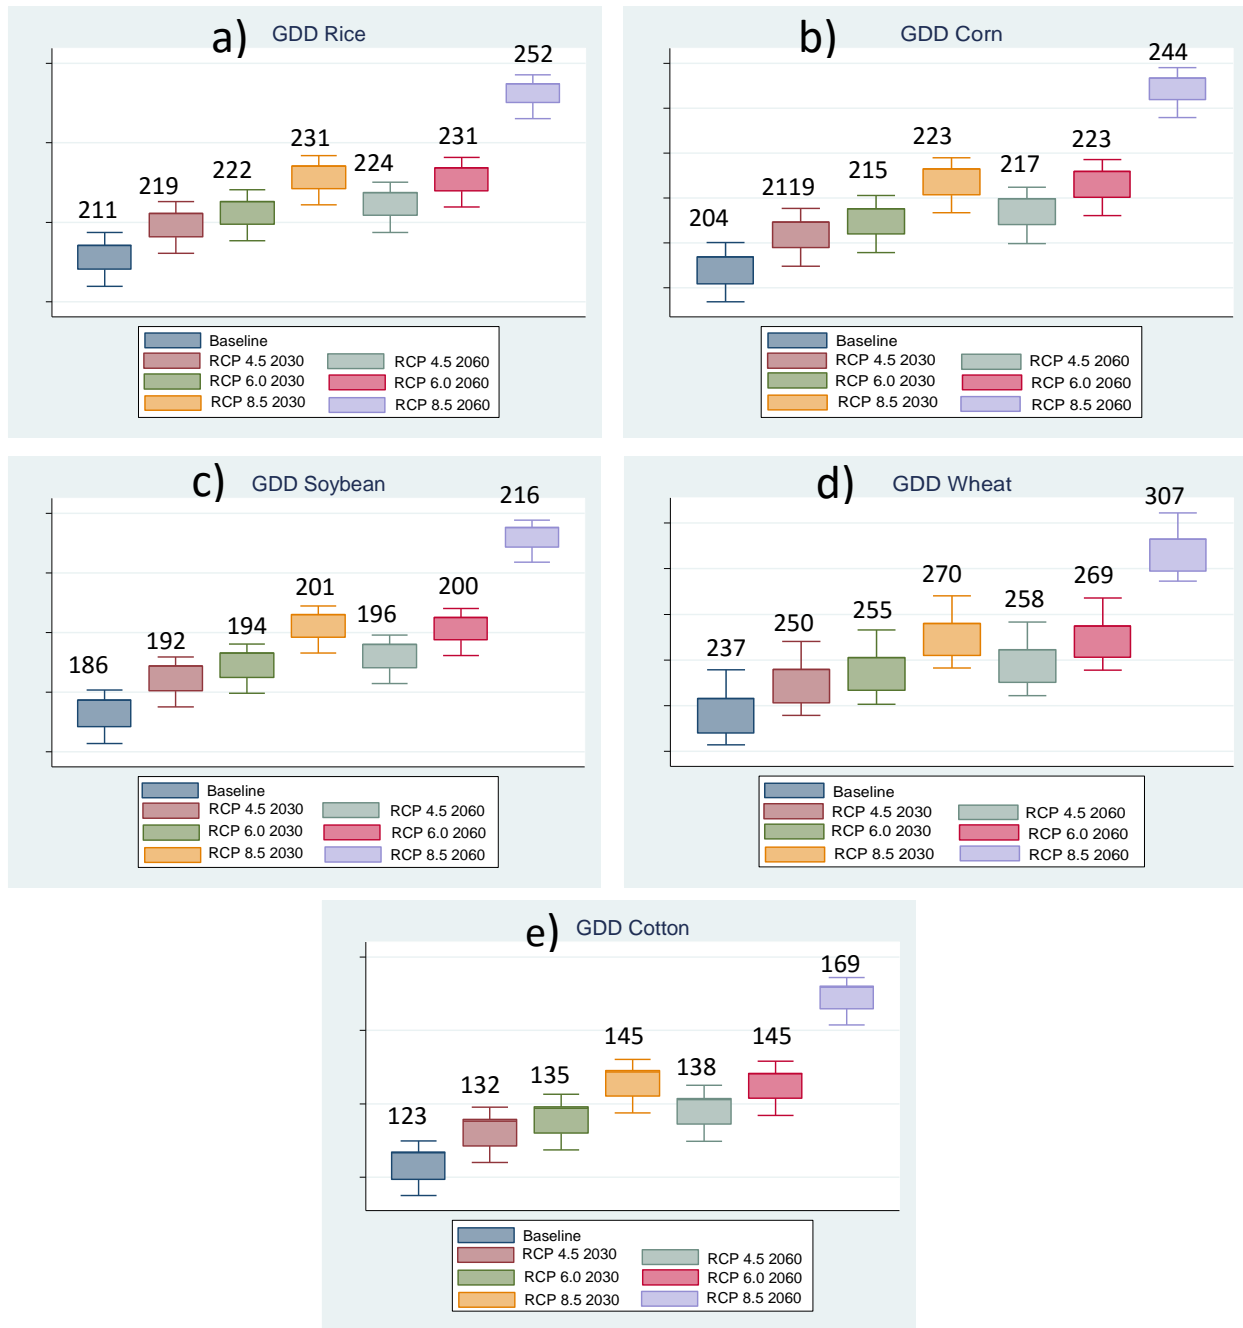 a) GDD Rice
252
231
231
224
222
219
211
Baseline
RCP 4.5 2030
RCP 4.5 2060
RCP 6.0 2030
RCP 6.0 2060
RCP 8.5 2030
RCP 8.5 2060
b) GDD Corn
244
223
223
217
215
2119
204
Baseline
RCP 4.5 2030
RCP 4.5 2060
RCP 6.0 2030
RCP 6.0 2060
RCP 8.5 2030
RCP 8.5 2060
c) GDD Soybean
216
201
200
196
194
192
186
Baseline
RCP 4.5 2030
RCP 4.5 2060
RCP 6.0 2030
RCP 6.0 2060
RCP 8.5 2030
RCP 8.5 2060
d) GDD Wheat
307
270
269
258
255
250
237
Baseline
RCP 4.5 2030
RCP 4.5 2060
RCP 6.0 2030
RCP 6.0 2060
RCP 8.5 2030
RCP 8.5 2060
e) GDD Cotton
169
145
145
138
135
132
123
Baseline
RCP 4.5 2030
RCP 4.5 2060
RCP 6.0 2030
RCP 6.0 2060
RCP 8.5 2030
RCP 8.5 2060